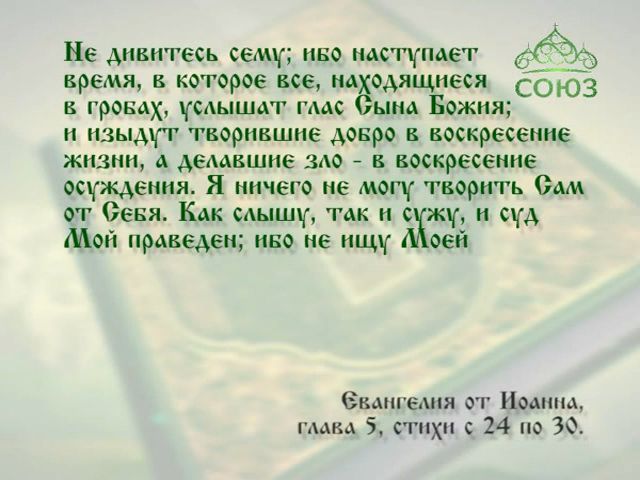 Не дивитесь сему; ибо наступает
время, в которое все, находящиеся
в гробах, услышат глас Сына Божия;
и изыдут творившие добро в воскресение
жизни, а делавшие зло - в воскресение
осуждения. Я ничего не могу творить Сам
от Себя. Как слышу, так и сужу, и суд
Мой праведен; ибо не ищу Моей
СОЮЗ
Евангелия от Иоанна,
глава 5, стихи с 24 по 30.